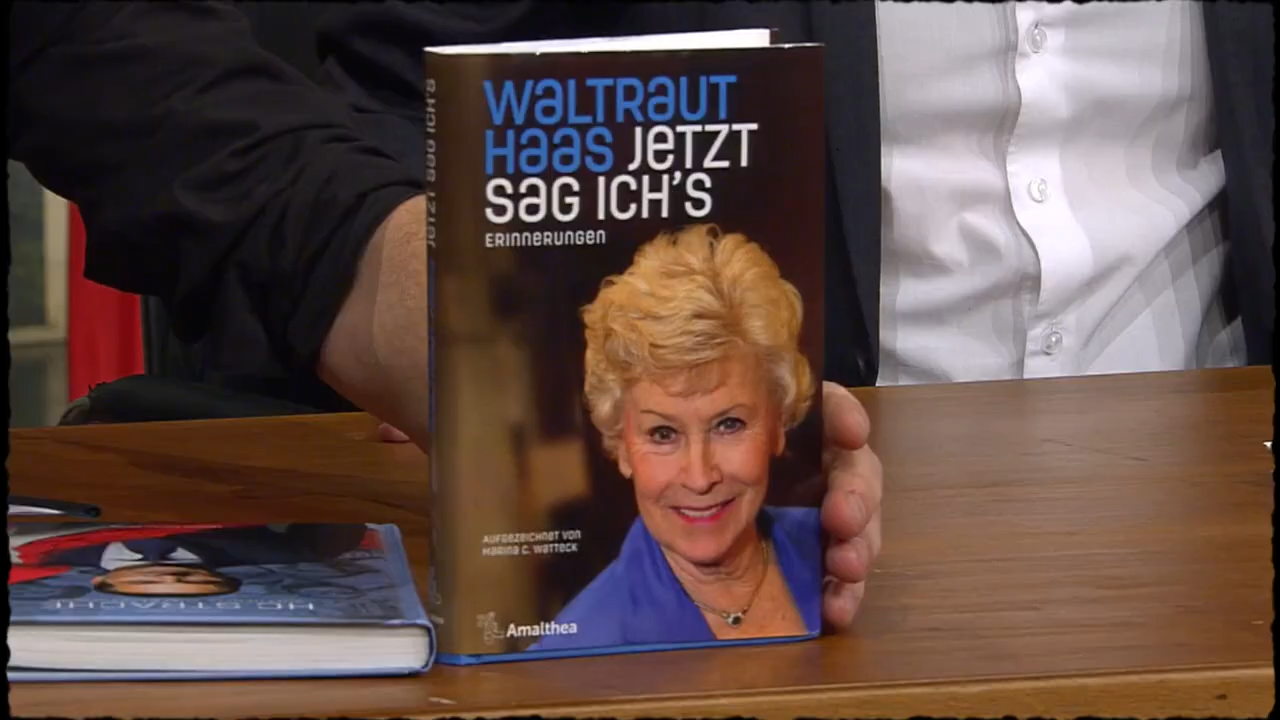 WALTRAUT
HAAS JETZT
SAG ICH'S
ERINNERUNGEN
AUFGEZEICHNET VON
MARINA C. WATTECK
Amalthea
JETZT SAG ICH'S
HC STRACHE